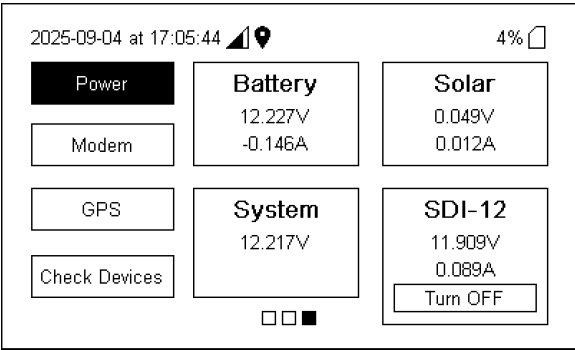 2025-09-04 at 17:05:44
4%
Power
Modem
GPS
Check Devices
Battery
12.227V
-0.146A
Solar
0.049V
0.012A
System
12.217V
SDI-12
11.909V
0.089A
Turn OFF